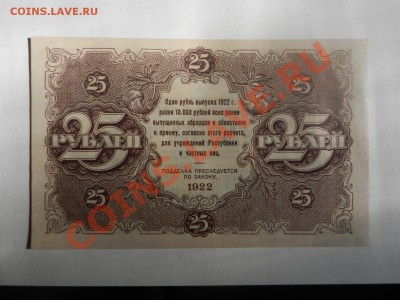 COINS.LAVE.RU
25 25
Один рубль выпуска 1922 г.
равен 10.000 рублей всех ранее
выпущенных образцов и обязателен
к приему, согласно этого расчета,
для учреждений Республики
и частных лиц.
25 РУБЛЕЙ 25 РУБЛЕЙ
ПОДДЕЛКА ПРЕСЛЕДУЕТСЯ
ПО ЗАКОНУ.
1922
25 25
COINS.LAVE.RU